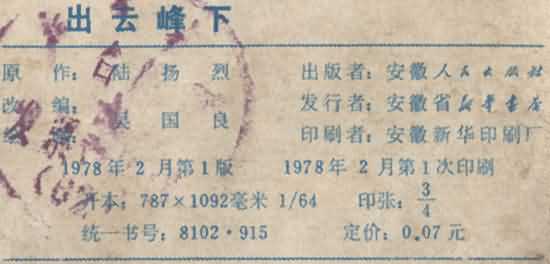 出云峰下
原 作：陆 扬 烈 出版者：安徽人民出版社
改编： 发行者：安徽省新华书店
吴 国 良
绘画： 印刷者：安徽新华印刷厂
1978年2月第1版 1978年2月第1次印刷
开本：787×1092毫米 1/64 印张：3/4
统一书号：8102·915 定价：0.07元